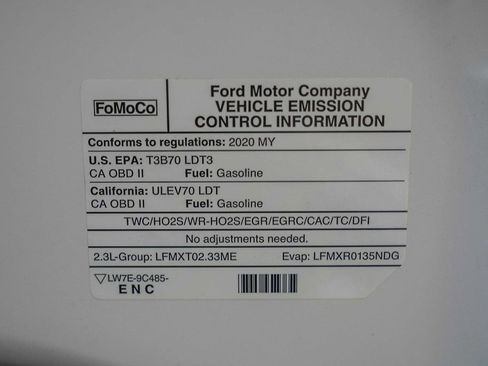 FoMoCo
Ford Motor Company
VEHICLE EMISSION
CONTROL INFORMATION
Conforms to regulations: 2020 MY
U.S. EPA: T3B70 LDT3
CA OBD II Fuel: Gasoline
California: ULEV70 LDT
CA OBD II Fuel: Gasoline
TWC/HO2S/WR-HO2S/EGR/EGRC/CAC/TC/DFI
No adjustments needed.
2.3L-Group: LFMXT02.33ME Evap: LFMXR0135NDG
LW7E-9C485-
E N C